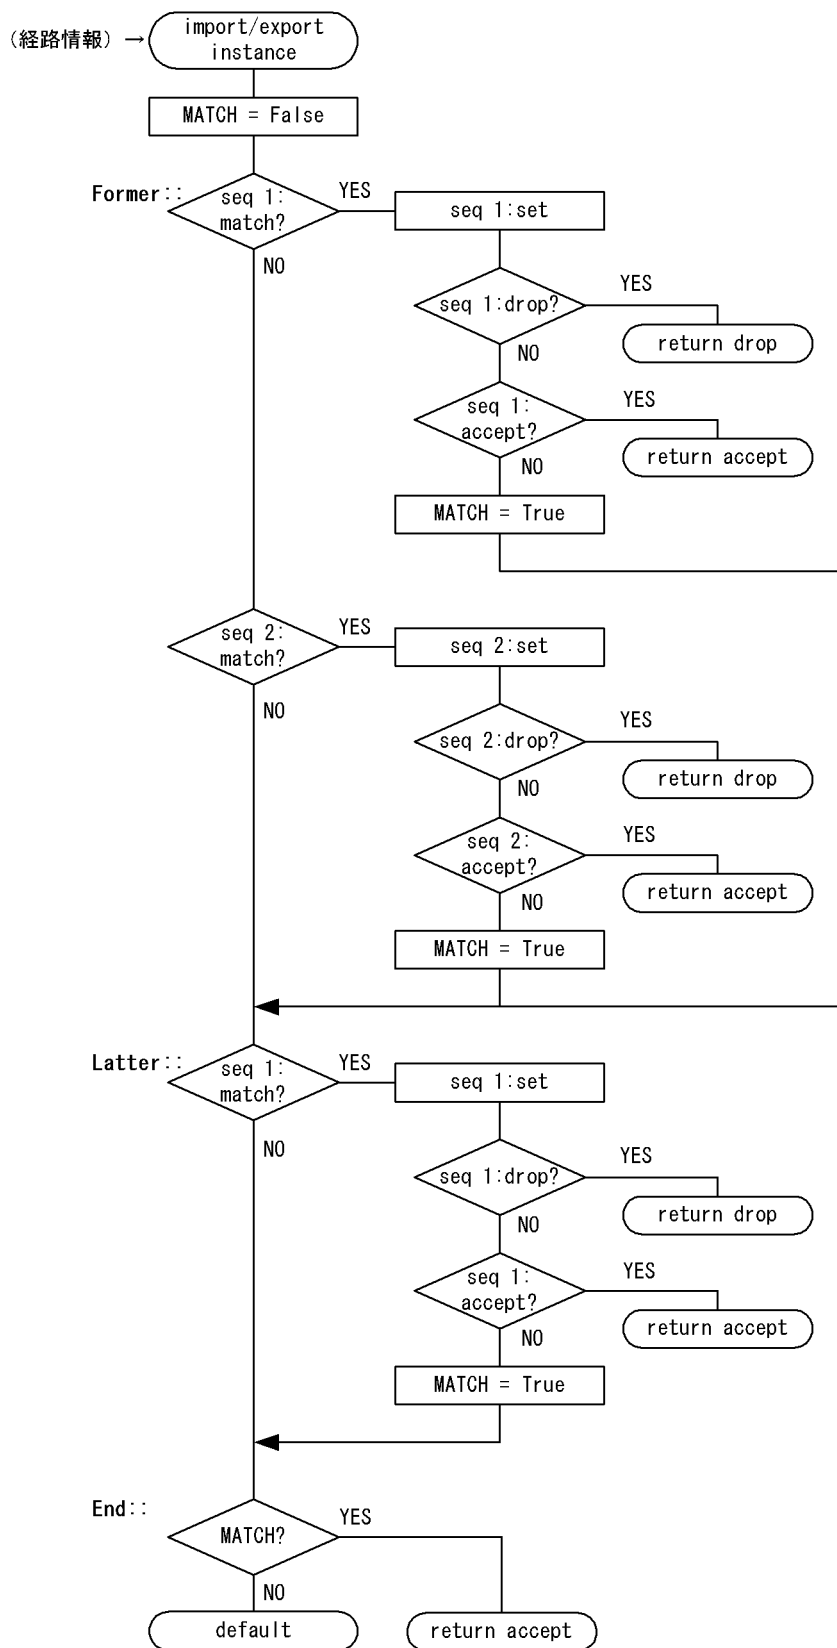 (経路情報) →
import/export
instance
MATCH = False
Former::
seq 1:
match?
YES
seq 1:set
NO
seq 1:drop?
YES
return drop
NO
seq 1:
accept?
YES
return accept
NO
MATCH = True
seq 2:
match?
YES
seq 2:set
NO
seq 2:drop?
YES
return drop
NO
seq 2:
accept?
YES
return accept
NO
MATCH = True
Latter::
seq 1:
match?
YES
seq 1:set
NO
seq 1:drop?
YES
return drop
NO
seq 1:
accept?
YES
return accept
NO
MATCH = True
End::
MATCH?
YES
NO
default
return accept